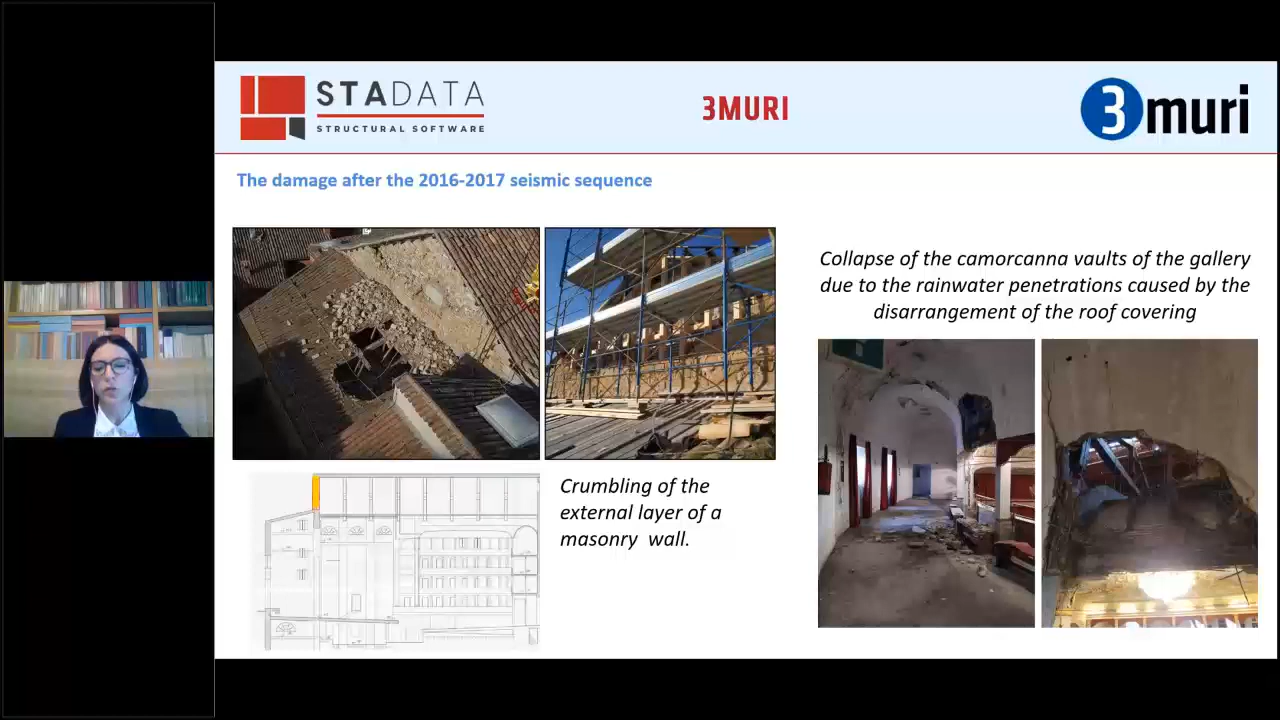 STADATA
STRUCTURAL SOFTWARE
3MURI
3muri
The damage after the 2016-2017 seismic sequence
Collapse of the camorcanna vaults of the gallery
due to the rainwater penetrations caused by the
disarrangement of the roof covering
Crumbling of the
external layer of a
masonry wall.